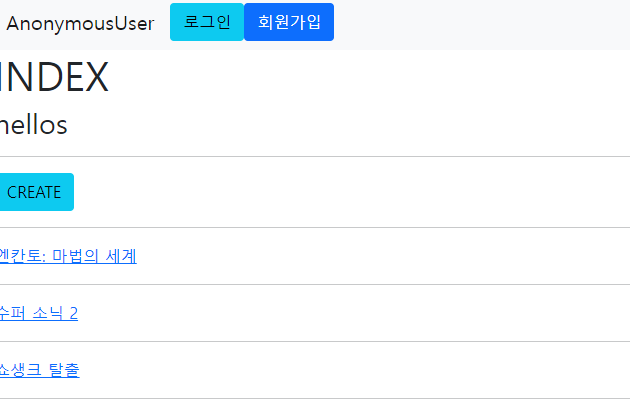 AnonymousUser 로그인 회원가입
INDEX
hellos
CREATE
엔칸토: 마법의 세계
수퍼 소닉 2
쇼생크 탈출